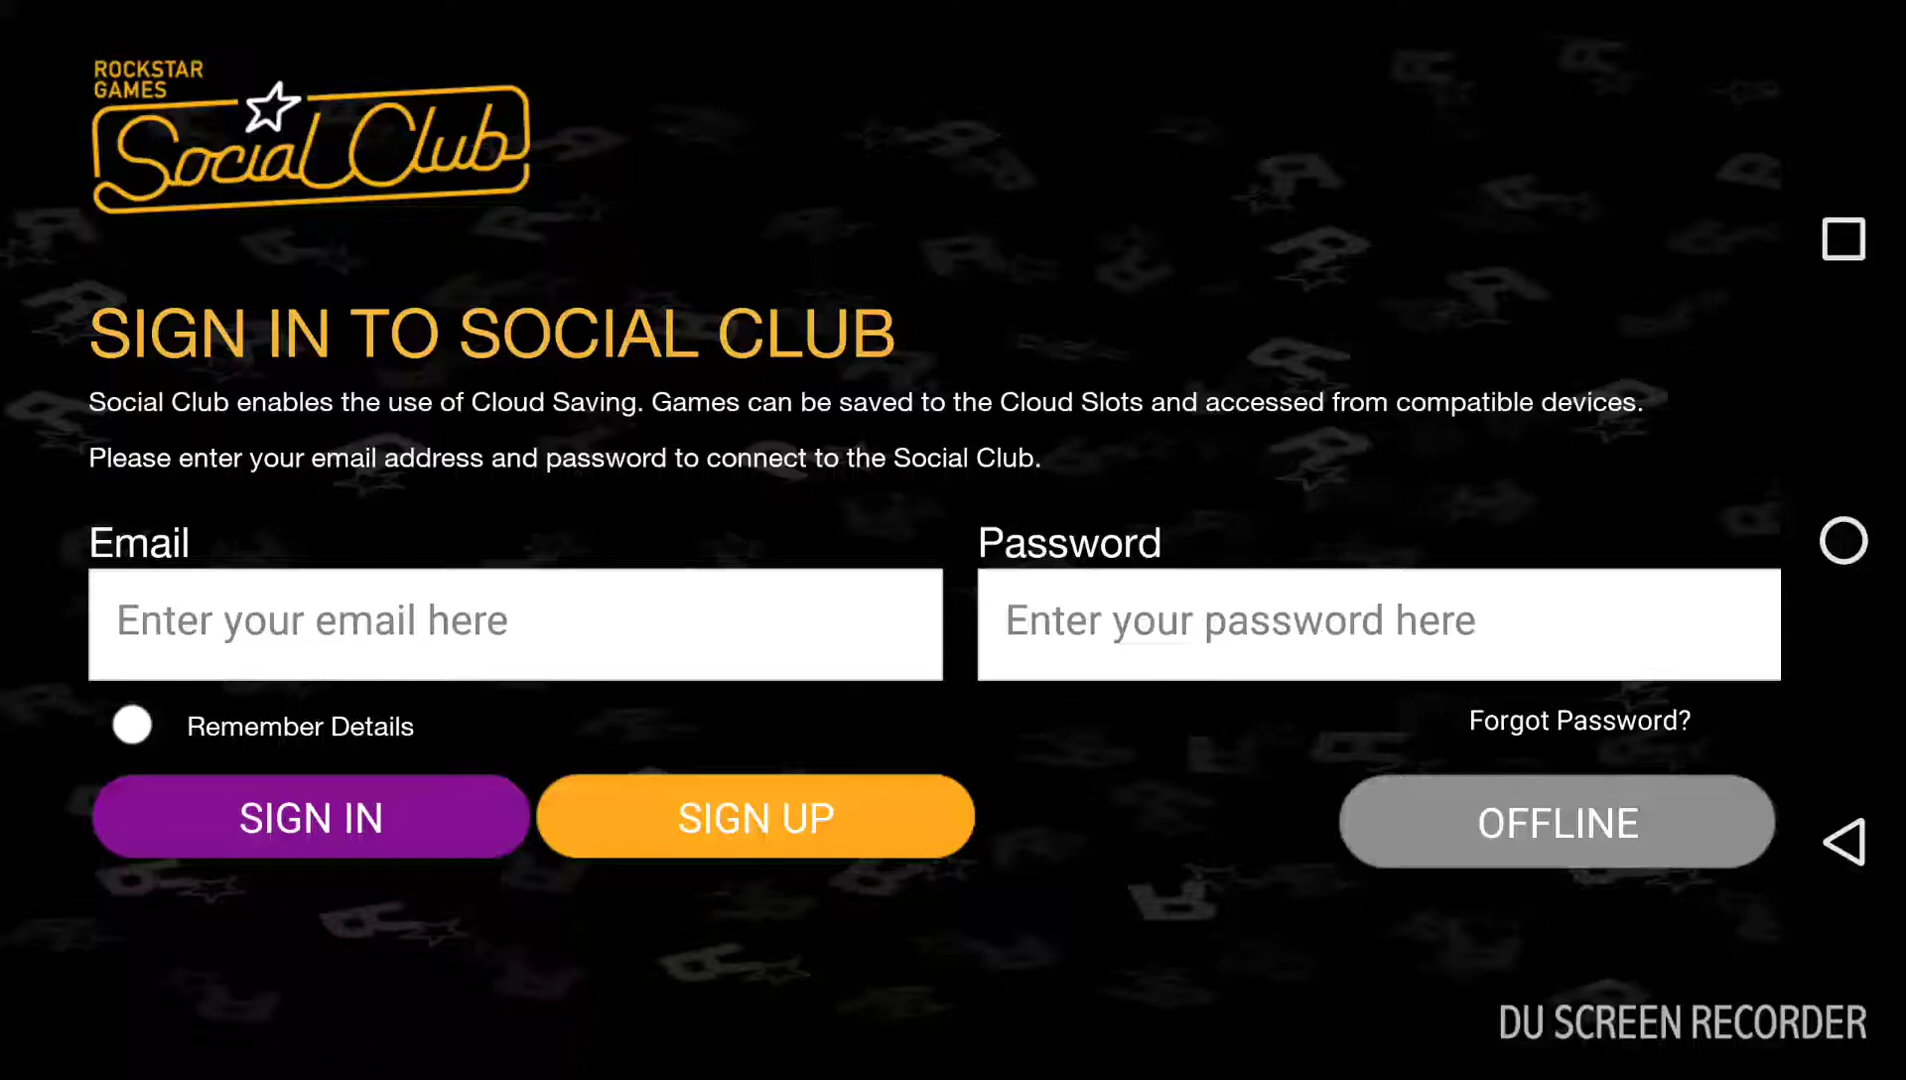 ROCKSTAR
GAMES
Social Club
SIGN IN TO SOCIAL CLUB
Social Club enables the use of Cloud Saving. Games can be saved to the Cloud Slots and accessed from compatible devices.
Please enter your email address and password to connect to the Social Club.
Email
Password
Enter your email here
Enter your password here
Remember Details
Forgot Password?
SIGN IN
SIGN UP
OFFLINE
DU SCREEN RECORDER